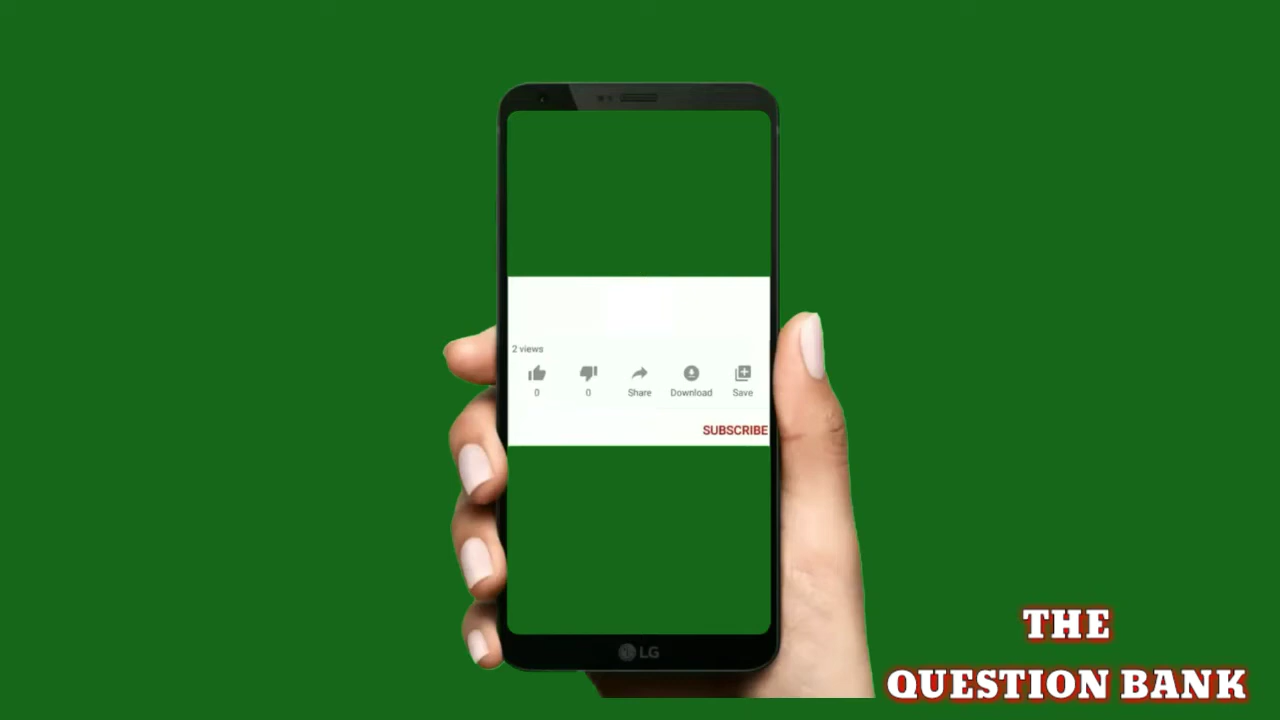 2 views
0 0 Share Download Save
SUBSCRIBE
LG
THE
QUESTION BANK